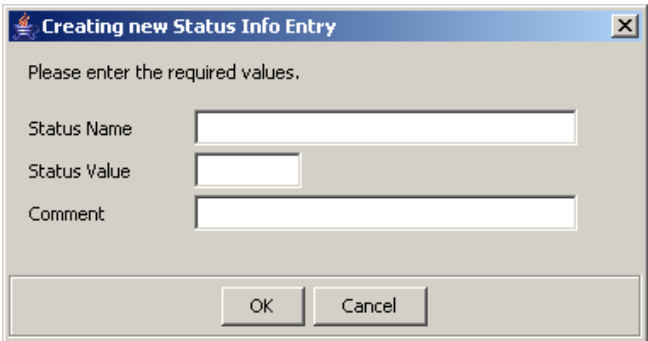 Creating new Status Info Entry
Please enter the required values.
Status Name
Status Value
Comment
OK Cancel